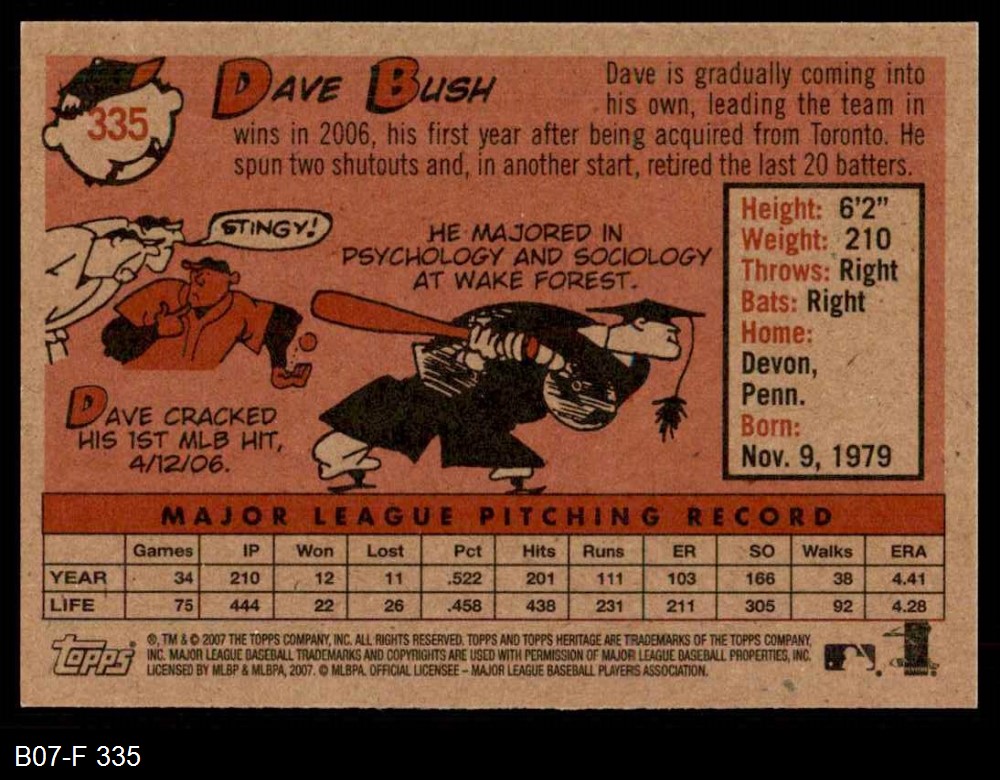 335
DAVE BUSH
Dave is gradually coming into
his own, leading the team in
wins in 2006, his first year after being acquired from Toronto. He
spun two shutouts and, in another start, retired the last 20 batters.
STINGY!
HE MAJORED IN
PSYCHOLOGY AND SOCIOLOGY
AT WAKE FOREST.
DAVE CRACKED
HIS 1ST MLB HIT,
4/12/06.
Height: 6'2"
Weight: 210
Throws: Right
Bats: Right
Home:
Devon,
Penn.
Born:
Nov. 9, 1979
MAJOR LEAGUE PITCHING RECORD
Games IP Won Lost Pct Hits Runs ER SO Walks ERA
YEAR 34 210 12 11 .522 201 111 103 166 38 4.41
LIFE 75 444 22 26 .458 438 231 211 305 92 4.28
Topps
®, TM & © 2007 THE TOPPS COMPANY, INC. ALL RIGHTS RESERVED. TOPPS AND TOPPS HERITAGE ARE TRADEMARKS OF THE TOPPS COMPANY,
INC. MAJOR LEAGUE BASEBALL TRADEMARKS AND COPYRIGHTS ARE USED WITH PERMISSION OF MAJOR LEAGUE BASEBALL PROPERTIES, INC.
LICENSED BY MLBP & MLBPA, 2007. © MLBPA. OFFICIAL LICENSEE – MAJOR LEAGUE BASEBALL PLAYERS ASSOCIATION.
B07-F 335